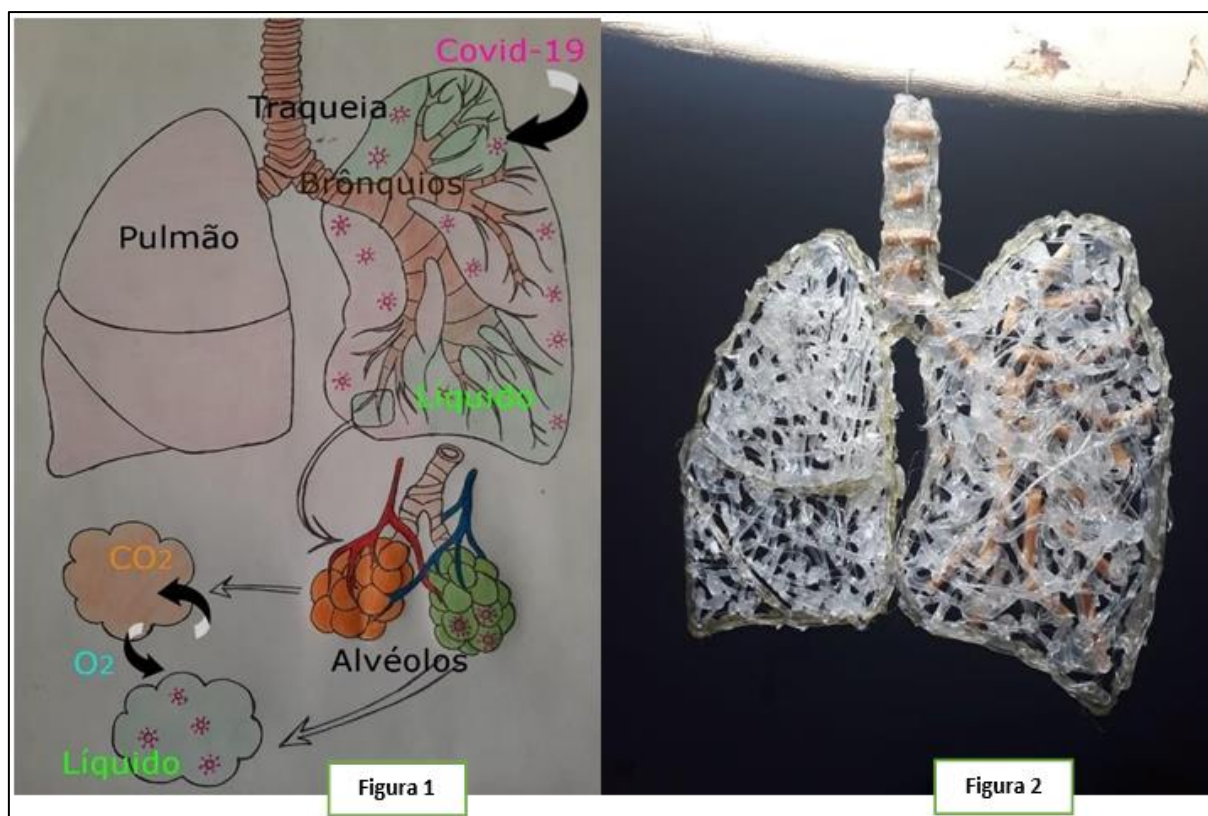 Covid-19
Traqueia
Brônquios
Pulmão
Líquido
CO2
O2
Alvéolos
Líquido
Figura 1
Figura 2